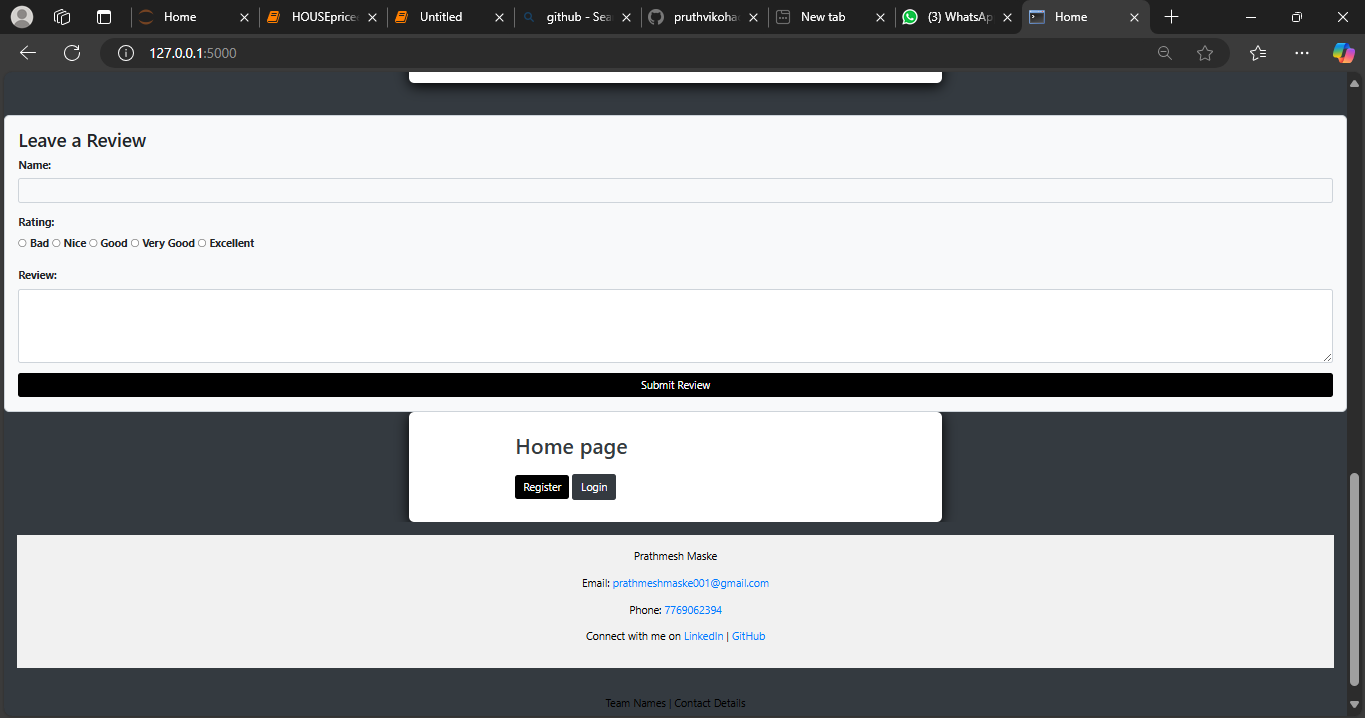 Home
HOUSEprice
Untitled
github - Sea
pruthvikoha
New tab
(3) WhatsAp
Home
127.0.0.1:5000
Leave a Review
Name:
Rating:
Bad Nice Good Very Good Excellent
Review:
Submit Review
Home page
Register Login
Prathmesh Maske
Email: prathmeshmaske001@gmail.com
Phone: 7769062394
Connect with me on LinkedIn | GitHub
Team Names | Contact Details